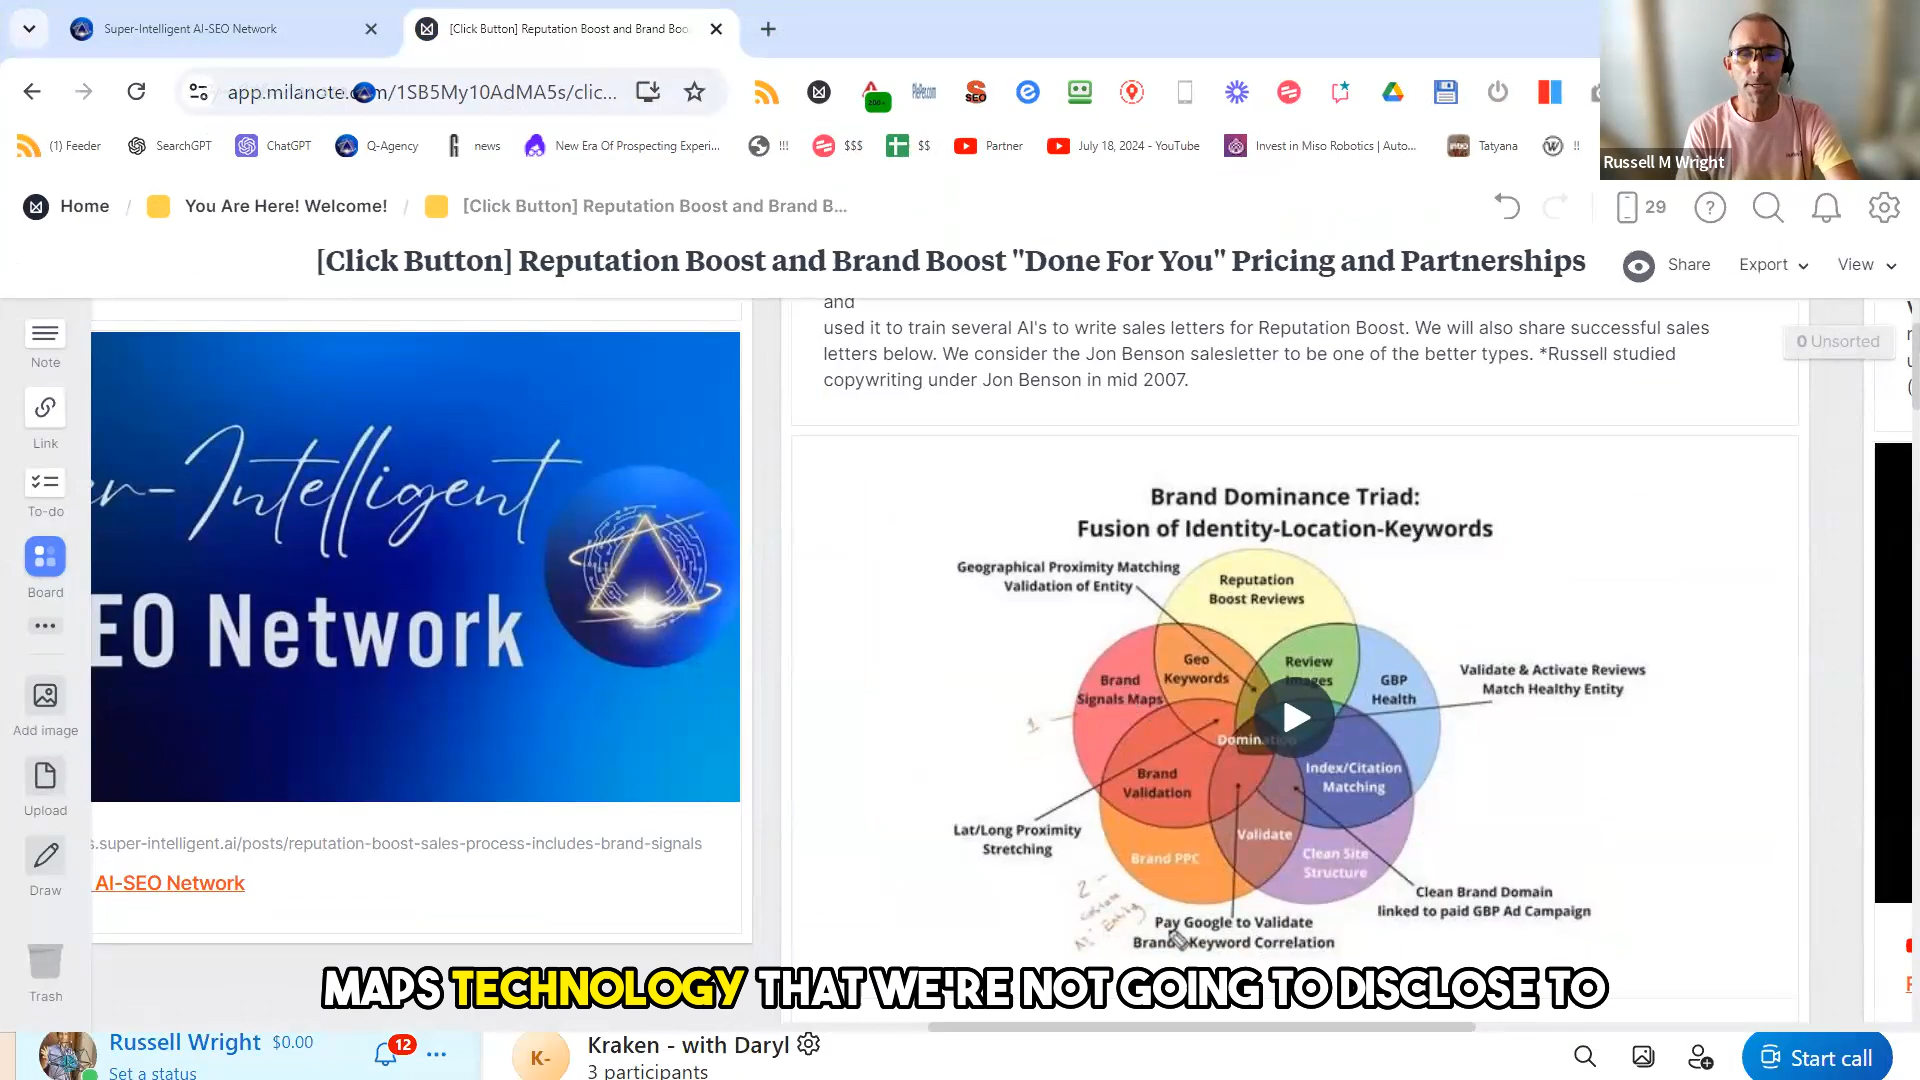 Super-Intelligent AI-SEO Network
[Click Button] Reputation Boost and Brand Boo
app.milanote.com/1SB5My10AdMA5s/clic...
SEO
(1) Feeder
SearchGPT
ChatGPT
Q-Agency
news
New Era Of Prospecting Experi...
!!!
$$$
$$
Partner
July 18, 2024 - YouTube
Invest in Miso Robotics | Auto...
Tatyana
!!
Russell M Wright
Home / You Are Here! Welcome! / [Click Button] Reputation Boost and Brand B...
29
[Click Button] Reputation Boost and Brand Boost "Done For You" Pricing and Partnerships
Share
Export
View
Note
Link
To-do
Board
Add image
Upload
Draw
Trash
er-Intelligent
EO Network
s.super-intelligent.ai/posts/reputation-boost-sales-process-includes-brand-signals
AI-SEO Network
and
used it to train several AI's to write sales letters for Reputation Boost. We will also share successful sales
letters below. We consider the Jon Benson salesletter to be one of the better types. *Russell studied
copywriting under Jon Benson in mid 2007.
0 Unsorted
Brand Dominance Triad:
Fusion of Identity-Location-Keywords
Geographical Proximity Matching
Validation of Entity
Reputation
Boost Reviews
Geo
Keywords
Review
Images
Brand
Signals Maps
GBP
Health
Validate & Activate Reviews
Match Healthy Entity
1
Brand
Validation
Index/Citation
Matching
Lat/Long Proximity
Stretching
Validate
Brand PPC
Clean Site
Structure
2 -
AI Entity
Clean Brand Domain
linked to paid GBP Ad Campaign
Pay Google to Validate
Brand Keyword Correlation
MAPS TECHNOLOGY THAT WE'RE NOT GOING TO DISCLOSE TO
Russell Wright $0.00
Set a status
12
K-
Kraken - with Daryl
3 participants
Start call